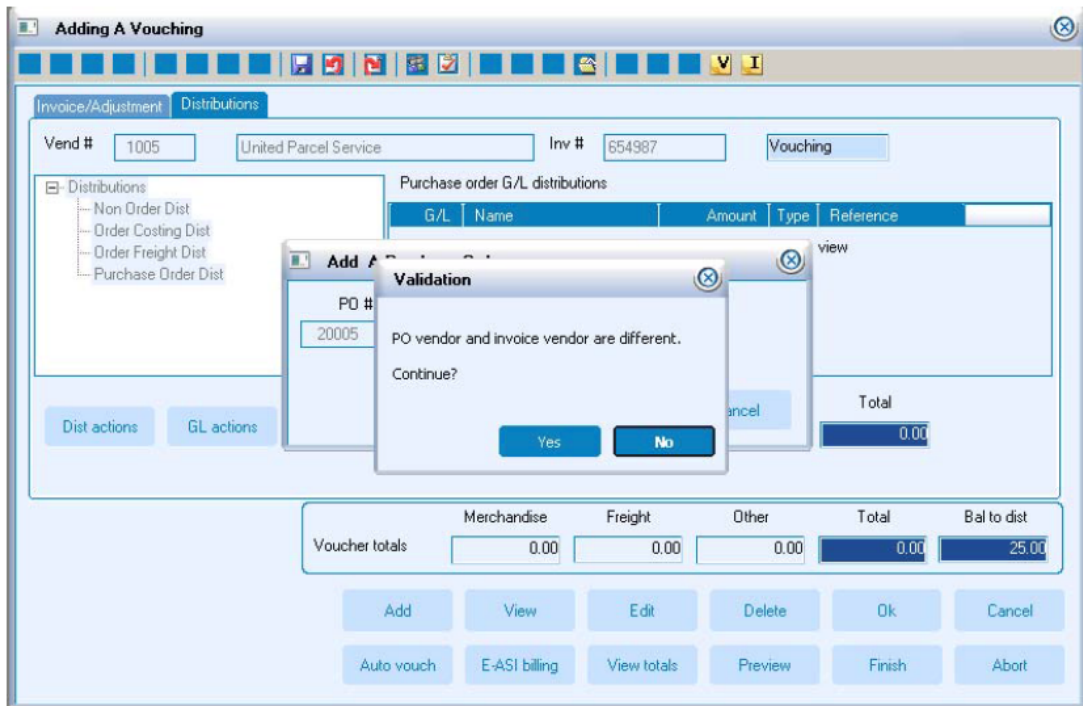 Adding A Vouching
V I
Invoice/Adjustment Distributions
Vend # 1005 United Parcel Service Inv # 654987 Vouching
Distributions
Non Order Dist
Order Costing Dist
Order Freight Dist
Purchase Order Dist
Purchase order G/L distributions
G/L Name Amount Type Reference
view
Add
PO #
20005
Validation
PO vendor and invoice vendor are different.
Continue?
Yes No
Dist actions GL actions
Total
0.00
Merchandise Freight Other Total Bal to dist
Voucher totals 0.00 0.00 0.00 0.00 25.00
Add View Edit Delete Ok Cancel
Auto vouch E-ASI billing View totals Preview Finish Abort